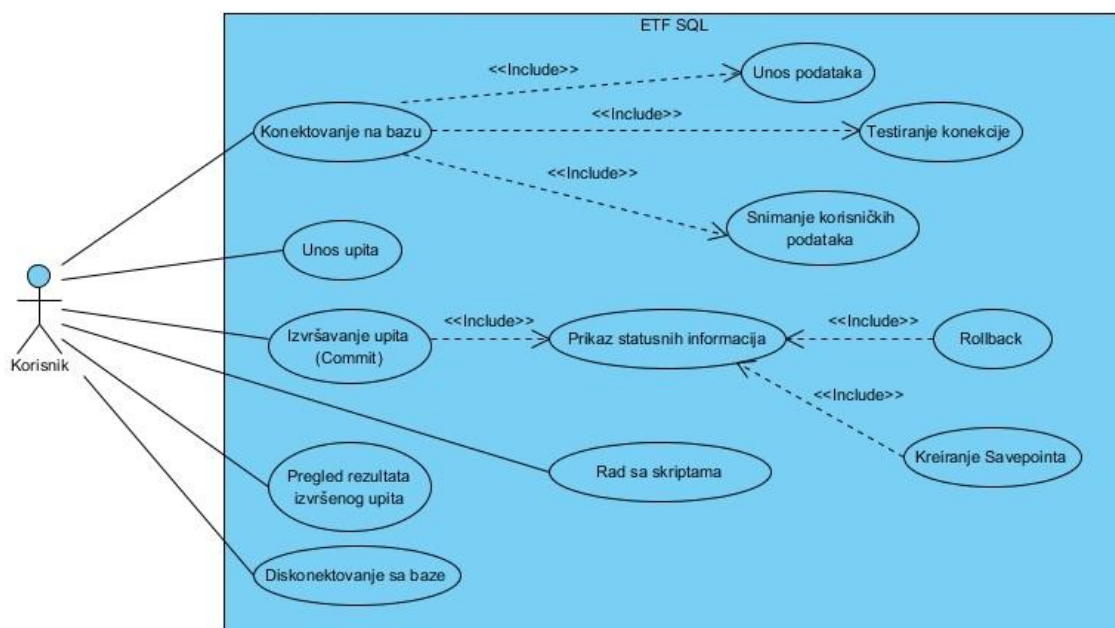 ETF SQL
<<Include>>
Unos podataka
Konektovanje na bazu
<<Include>>
Testiranje konekcije
<<Include>>
Snimanje korisničkih
podataka
Unos upita
Korisnik
Izvršavanje upita
(Commit)
<<Include>>
Prikaz statusnih informacija
<<Include>>
Rollback
<<Include>>
Kreiranje Savepointa
Pregled rezultata
izvršenog upita
Rad sa skriptama
Diskonektovanje sa baze